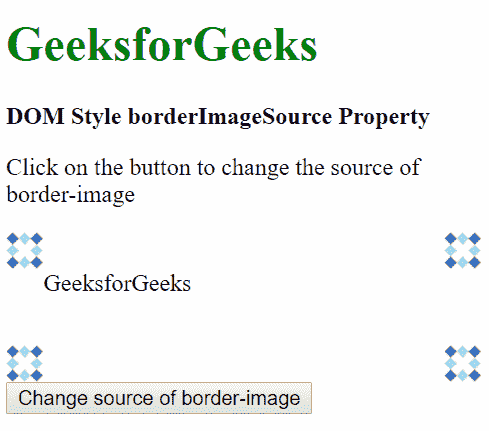 GeeksforGeeks
DOM Style borderImageSource Property
Click on the button to change the source of
border-image
GeeksforGeeks
Change source of border-image